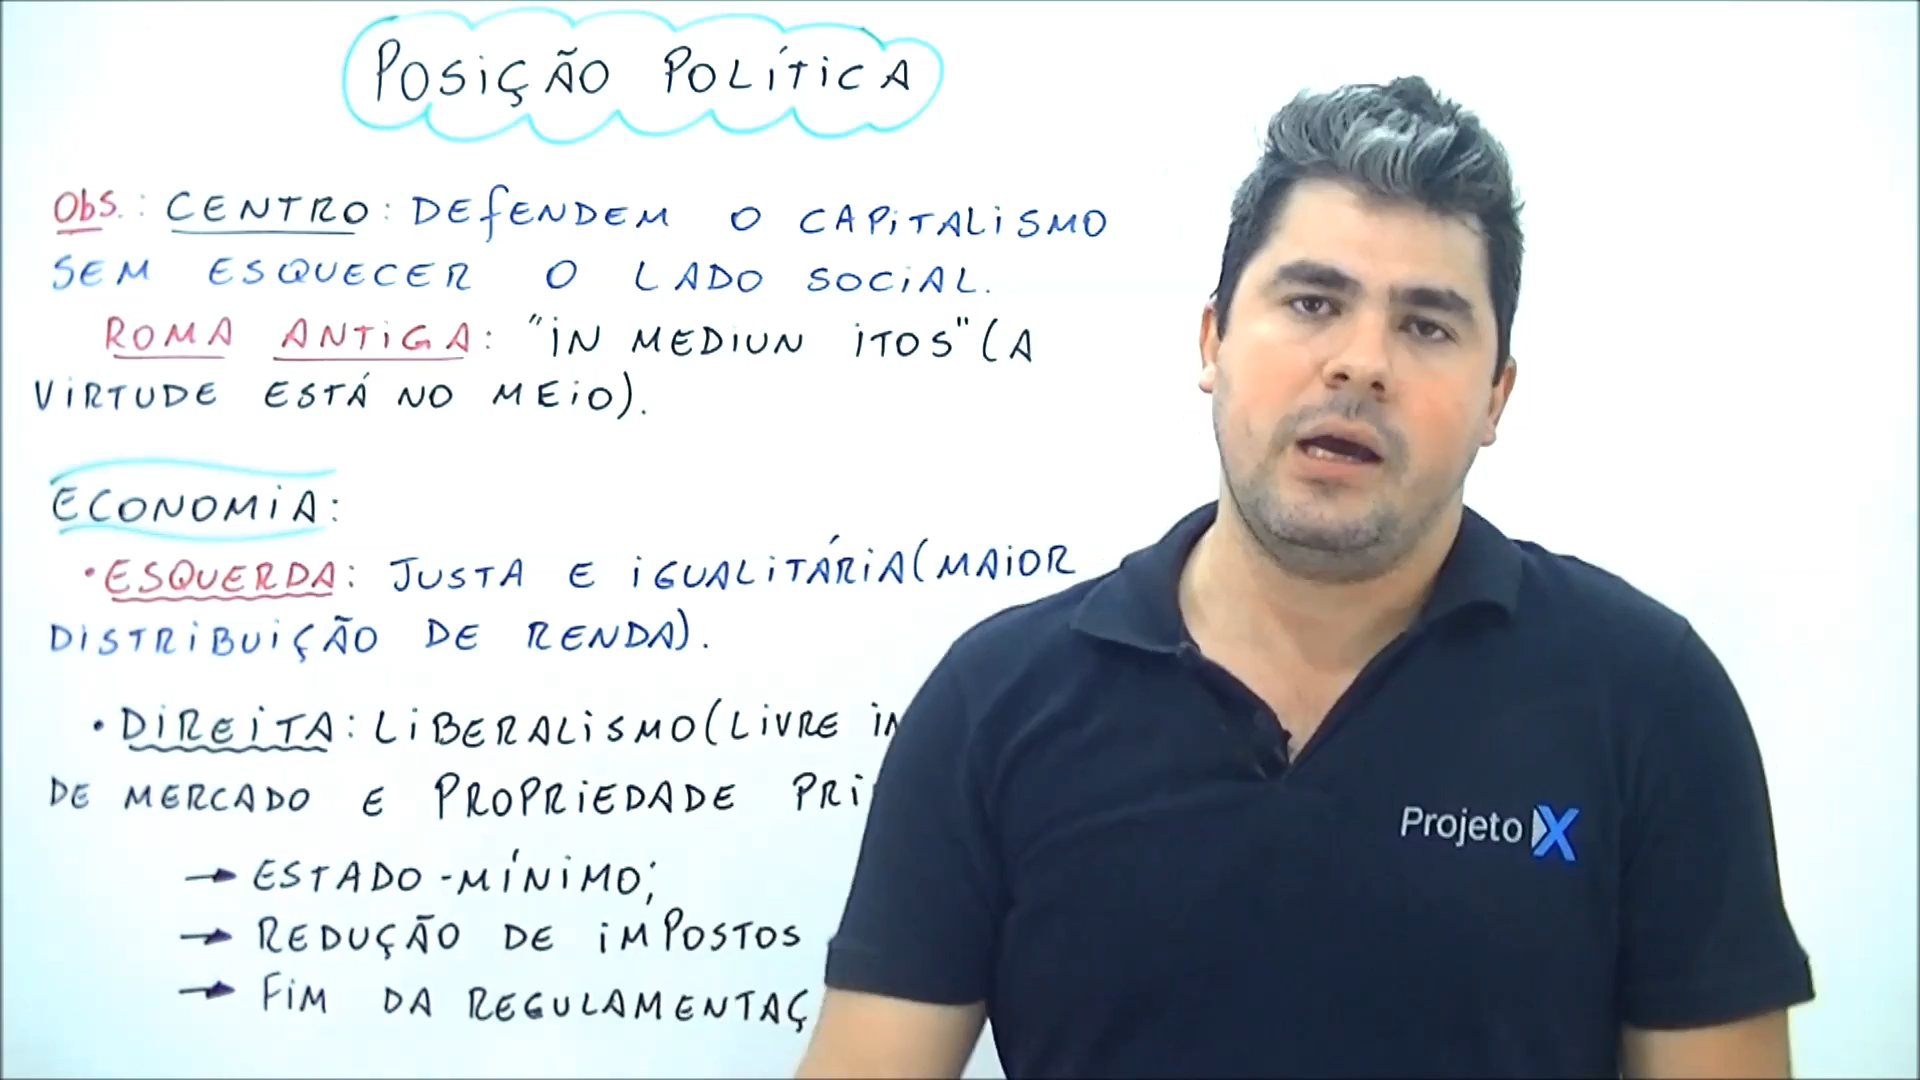 POSIÇÃO POLÍTICA
Obs.: CENTRO: DEFENDEM O CAPITALISMO
SEM ESQUECER O LADO SOCIAL.
ROMA ANTIGA: "IN MEDIUN ITOS" (A
VIRTUDE ESTÁ NO MEIO).
ECONOMIA:
• ESQUERDA: JUSTA E IGUALITÁRIA (MAIOR
DISTRIBUIÇÃO DE RENDA).
• DIREITA: LIBERALISMO (LIVRE
DE MERCADO E PROPRIEDADE PRI
→ ESTADO-MÍNIMO;
→ REDUÇÃO DE IMPOSTOS
→ FIM DA REGULAMENTAÇ
Projeto X